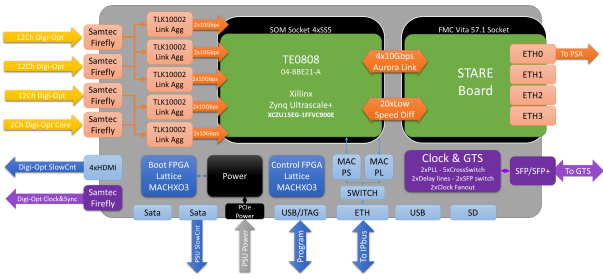 SOM Socket 4xSS5
FMC Vita 57.1 Socket
12Ch Digi-Opt
Samtec
Firefly
TLK10002
Link Agg
2x10Gbps
12Ch Digi-Opt
Samtec
Firefly
TLK10002
Link Agg
2x10Gbps
TLK10002
Link Agg
2x10Gbps
12Ch Digi-Opt
Samtec
Firefly
TLK10002
Link Agg
2x10Gbps
2Ch Digi-Opt Core
Samtec
Firefly
TLK10002
Link Agg
2x10Gbps
TE0808
04-BBE21-A
Xillinx
Zynq Ultrascale+
XCZU15EG-1FFVC900E
4x10Gbps
Aurora Link
20xLow
Speed Diff
STARE
Board
ETH0
ETH1
ETH2
ETH3
To PSA
Digi-Opt SlowCnt
4xHDMI
Digi-Opt Clock&Sync
Samtec
Firefly
Boot FPGA
Lattice
MACHXO3
Power
Control FPGA
Lattice
MACHXO3
MAC
PS
MAC
PL
SWITCH
Clock & GTS
2xPLL - 5xCrossSwitch
2xDelay lines - 2xSFP switch
2xClock Fanout
SFP/SFP+
To GTS
Sata
Sata
PCIe
Power
USB/JTAG
ETH
USB
SD
PSU SlowCnt
PSU Power
Program
To IPbus